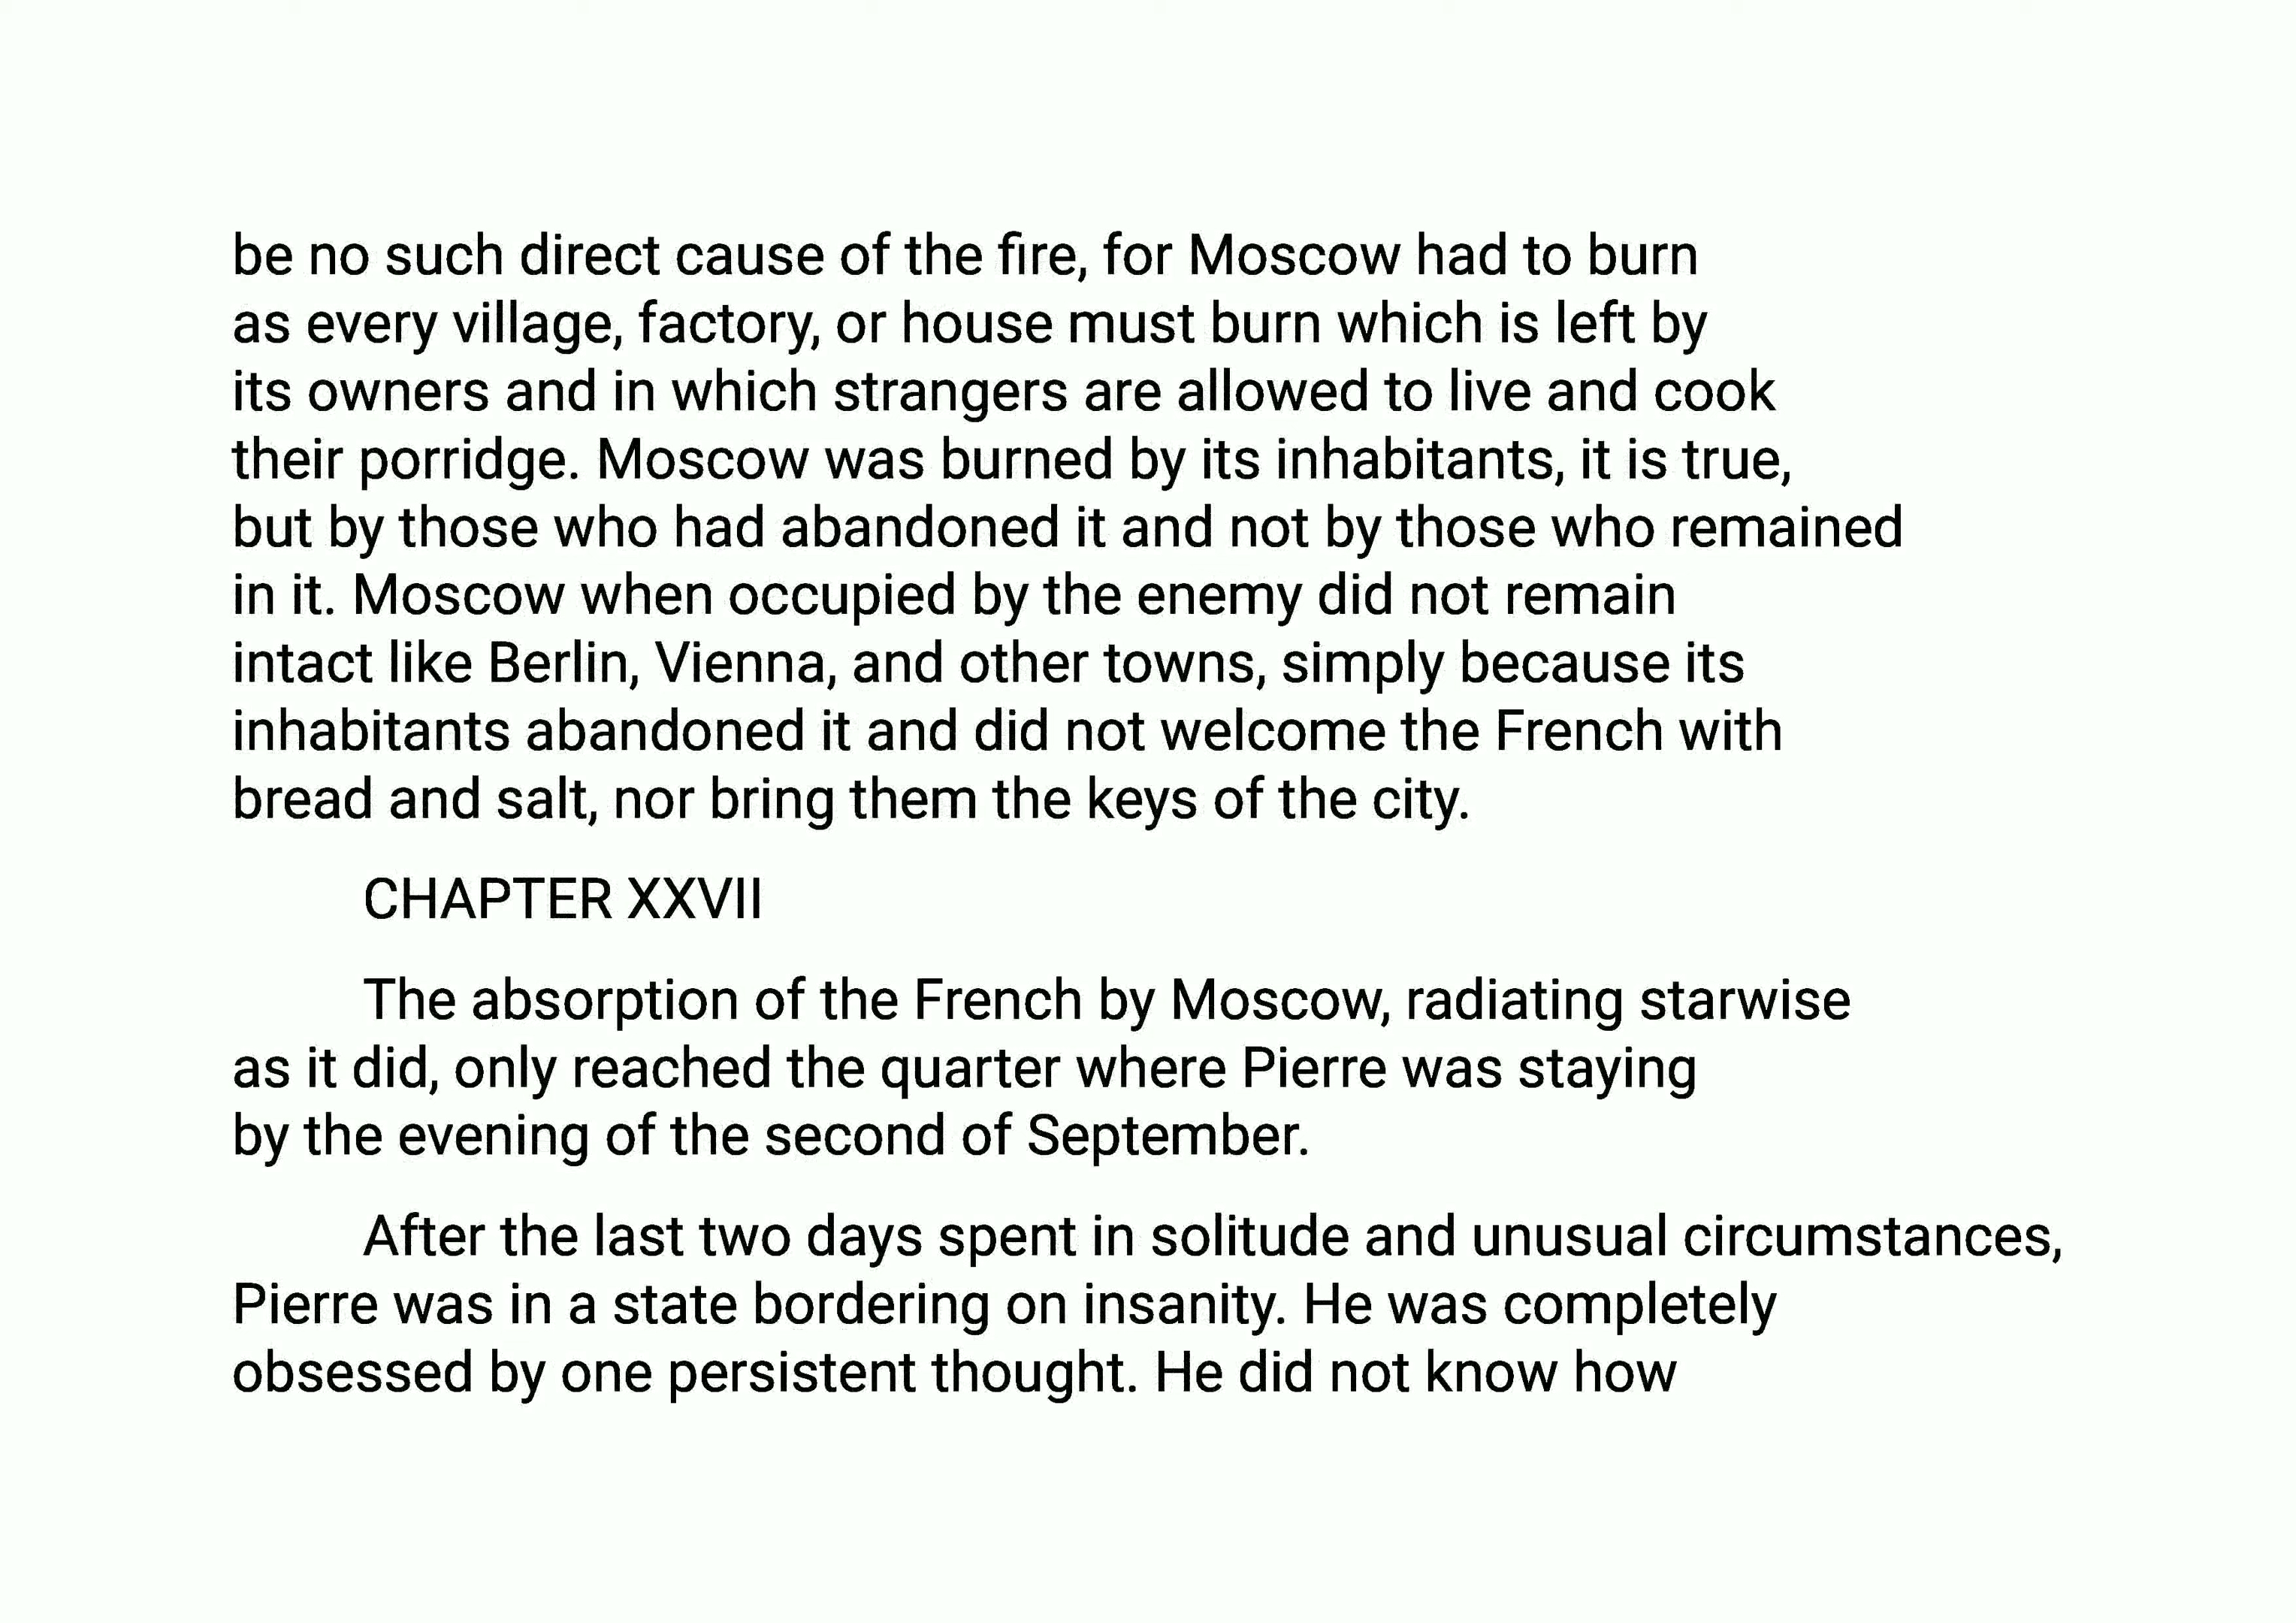 be no such direct cause of the fire, for Moscow had to burn
as every village, factory, or house must burn which is left by
its owners and in which strangers are allowed to live and cook
their porridge. Moscow was burned by its inhabitants, it is true,
but by those who had abandoned it and not by those who remained
in it. Moscow when occupied by the enemy did not remain
intact like Berlin, Vienna, and other towns, simply because its
inhabitants abandoned it and did not welcome the French with
bread and salt, nor bring them the keys of the city.
CHAPTER XXVII
The absorption of the French by Moscow, radiating starwise
as it did, only reached the quarter where Pierre was staying
by the evening of the second of September.
After the last two days spent in solitude and unusual circumstances,
Pierre was in a state bordering on insanity. He was completely
obsessed by one persistent thought. He did not know how